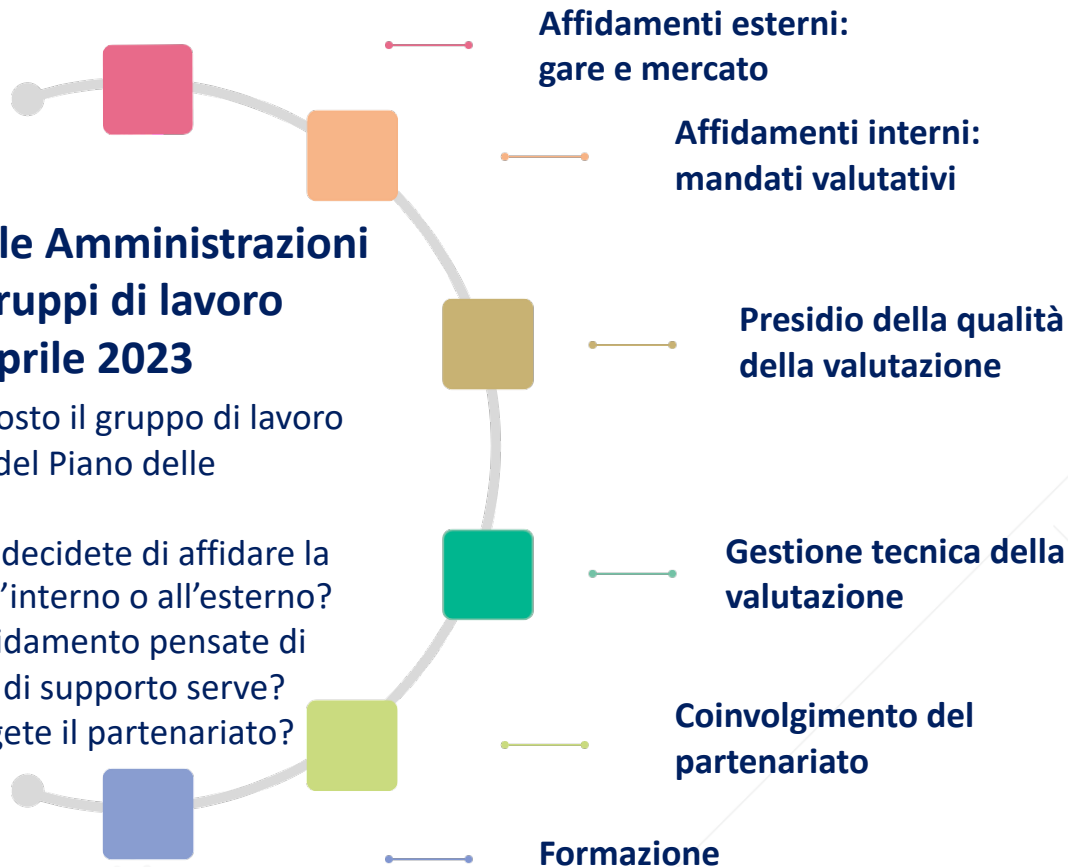 Affidamenti esterni:
gare e mercato
Affidamenti interni:
mandati valutativi
le Amministrazioni
ruppi di lavoro
prile 2023
osto il gruppo di lavoro
del Piano delle
decidete di affidare la
l’interno o all’esterno?
idamento pensate di
di supporto serve?
gete il partenariato?
Presidio della qualità
della valutazione
Gestione tecnica della
valutazione
Coinvolgimento del
partenariato
Formazione